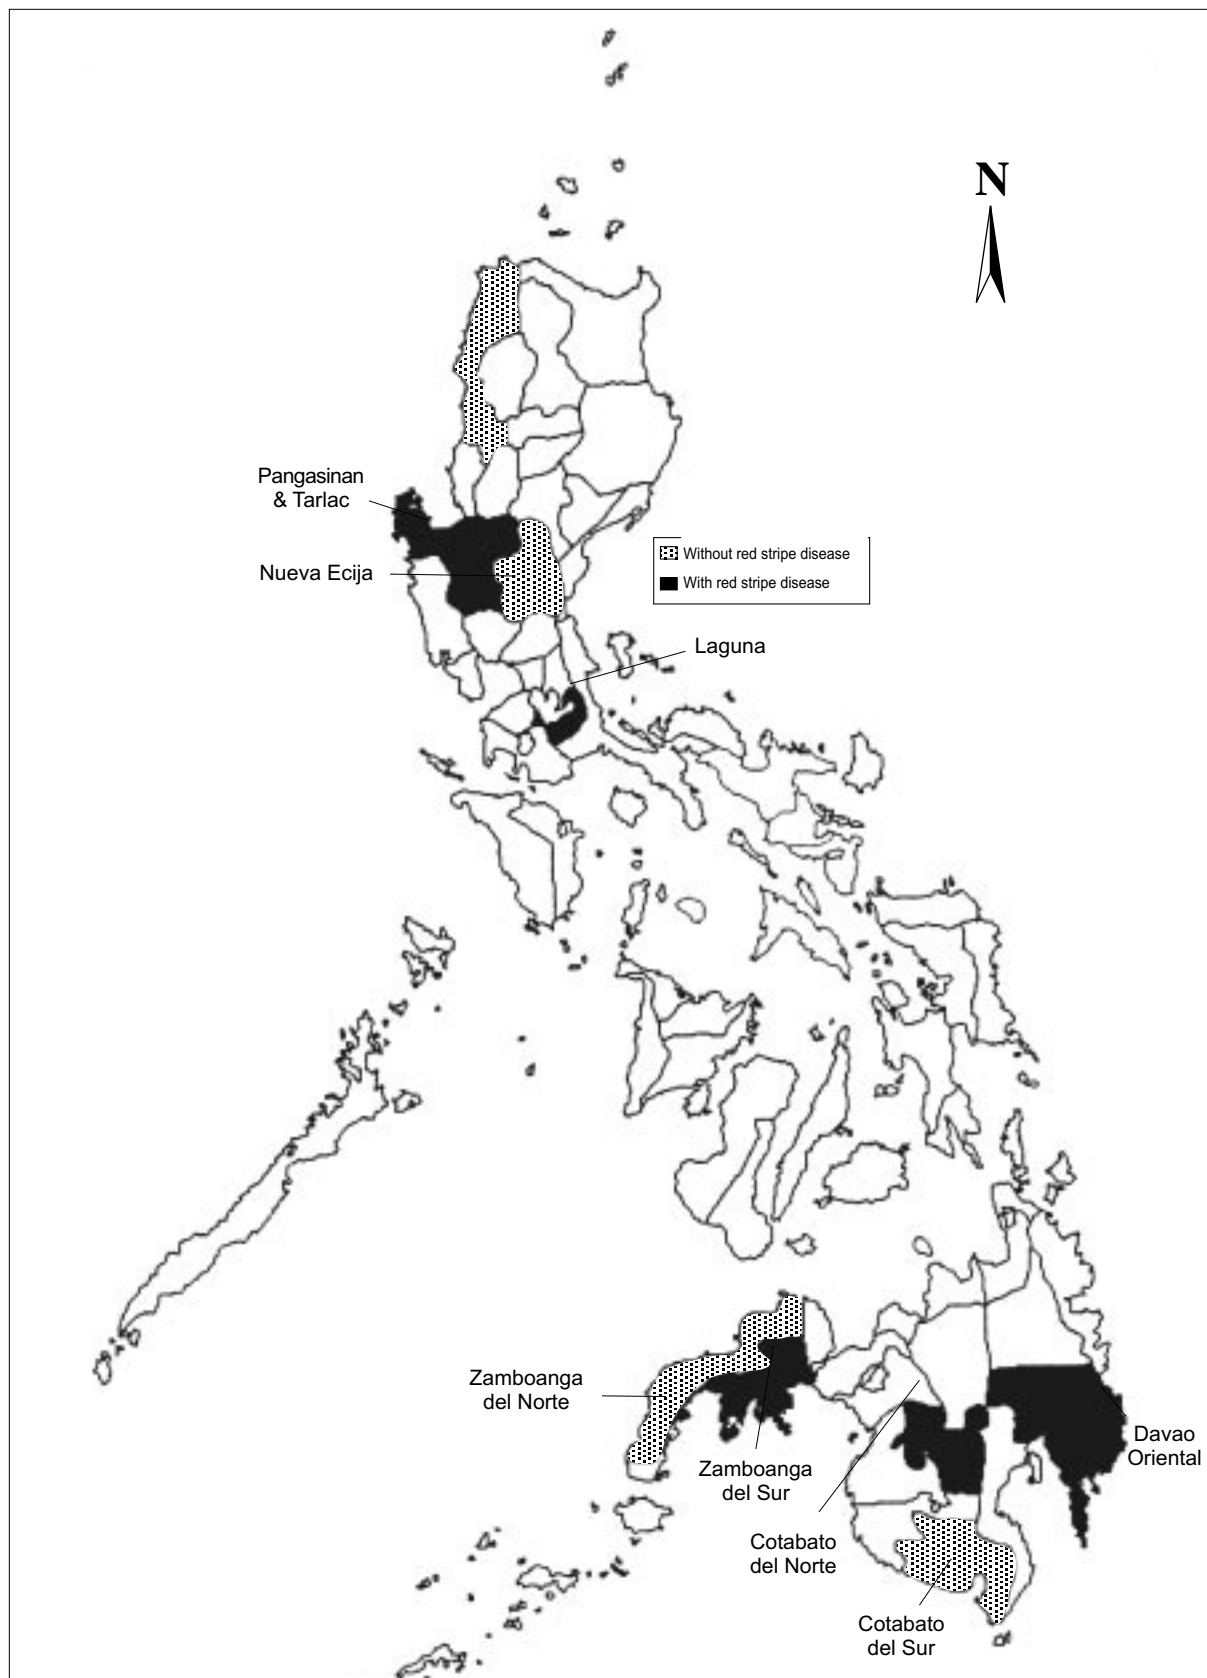 N
Pangasinan
& Tarlac
Nueva Ecija
Without red stripe disease
With red stripe disease
Laguna
Zamboanga
del Norte
Zamboanga
del Sur
Davao
Oriental
Cotabato
del Norte
Cotabato
del Sur